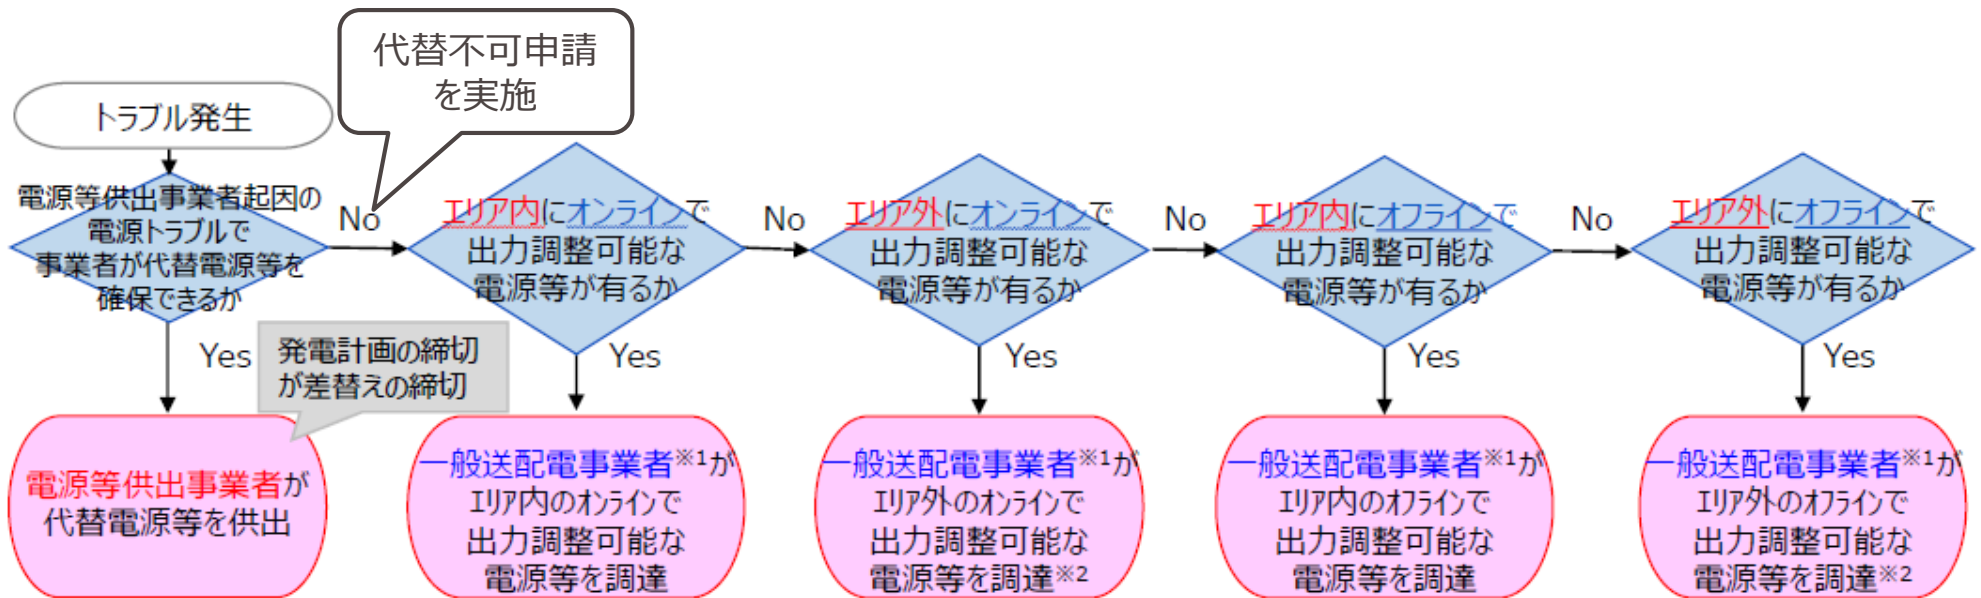 代替不可申請
を実施
トラブル発生
電源等供出事業者起因の
電源トラブルで
事業者が代替電源等を
確保できるか
No
エリア内にオンラインで
出力調整可能な
電源等が有るか
No
エリア外にオンラインで
出力調整可能な
電源等が有るか
No
エリア内にオフラインで
出力調整可能な
電源等が有るか
No
エリア外にオフラインで
出力調整可能な
電源等が有るか
Yes
発電計画の締切
が差替えの締切
Yes
Yes
Yes
Yes
電源等供出事業者が
代替電源等を供出
一般送配電事業者※1が
エリア内のオンラインで
出力調整可能な
電源等を調達
一般送配電事業者※1が
エリア外のオンラインで
出力調整可能な
電源等を調達※2
一般送配電事業者※1が
エリア内のオフラインで
出力調整可能な
電源等を調達
一般送配電事業者※1が
エリア外のオフラインで
出力調整可能な
電源等を調達※2